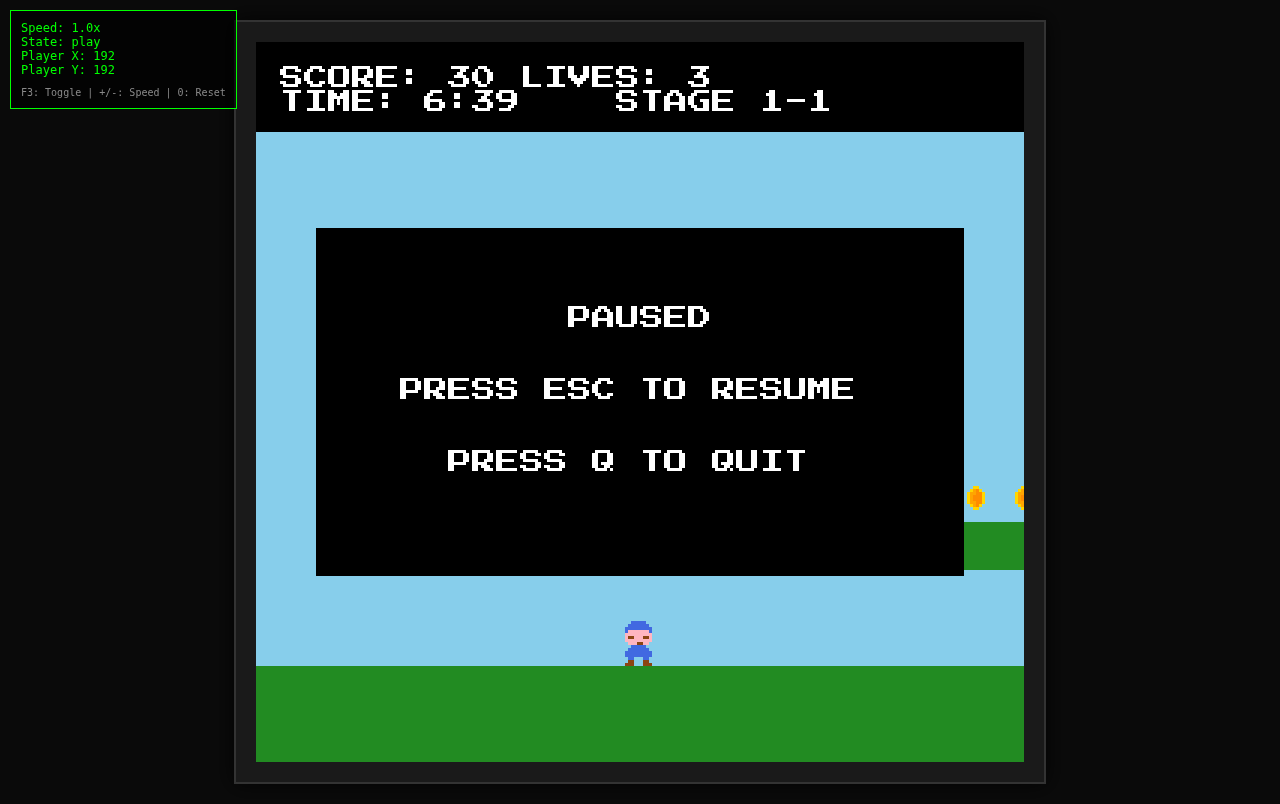 Speed: 1.0x
State: play
Player X: 192
Player Y: 192
F3: Toggle | +/-: Speed | 0: Reset
SCORE: 30 LIVES: 3
TIME: 6:39 STAGE 1-1
PAUSED
PRESS ESC TO RESUME
PRESS Q TO QUIT